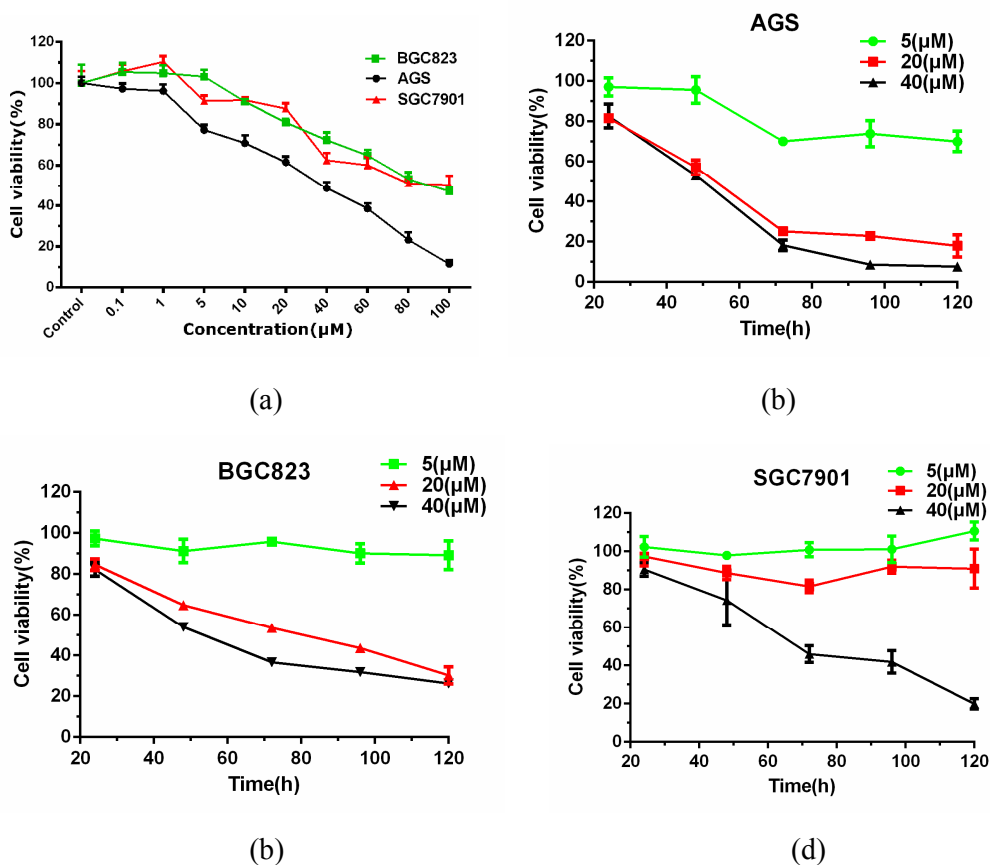 120
100
80
60
40
20
0
Cell viability(%)
BGC823
AGS
SGC7901
Control
0.1
1
5
10
20
40
60
80
100
Concentration(µM)
(a)
AGS
5(µM)
20(µM)
40(µM)
120
100
80
60
40
20
0
Cell viability(%)
20
40
60
80
100
120
Time(h)
(b)
BGC823
5(µM)
20(µM)
40(µM)
120
100
80
60
40
20
0
Cell viability(%)
20
40
60
80
100
120
Time(h)
(b)
SGC7901
5(µM)
20(µM)
40(µM)
120
100
80
60
40
20
0
Cell viability(%)
20
40
60
80
100
120
Time(h)
(d)